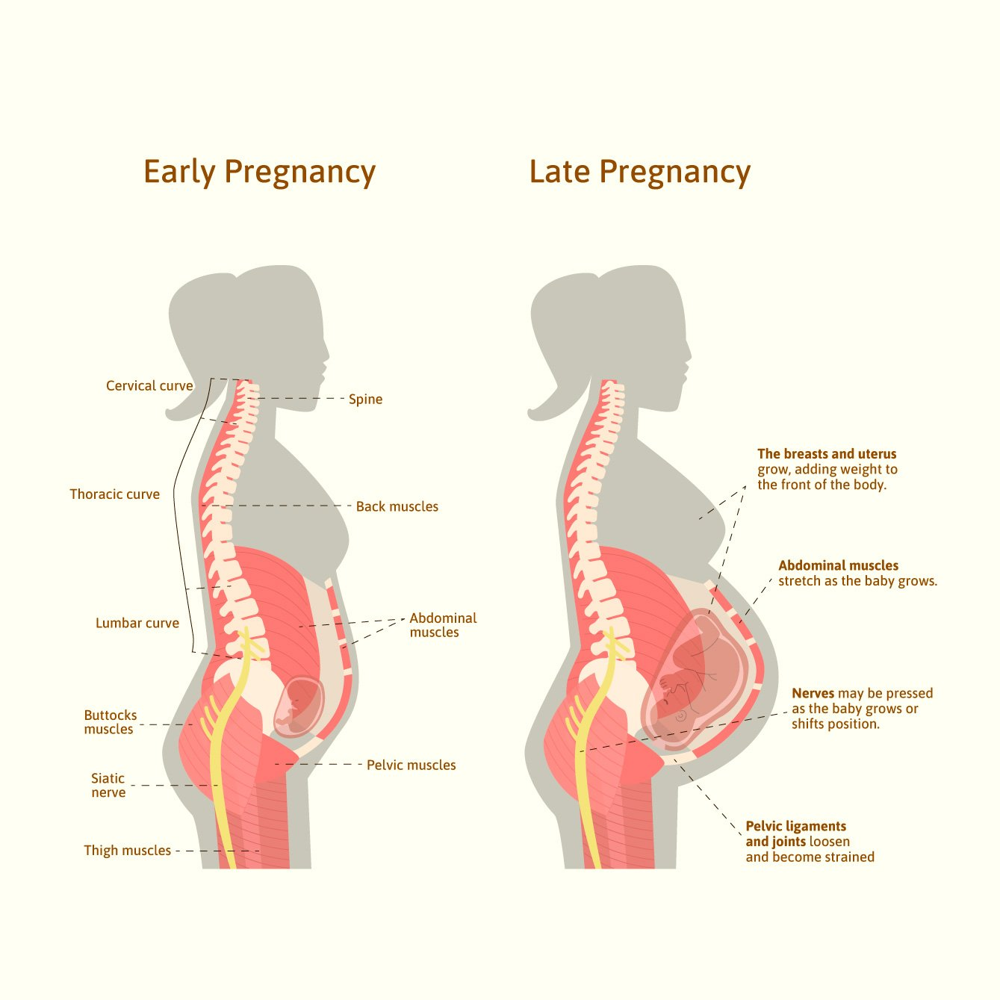 Early Pregnancy
Late Pregnancy
Cervical curve
Spine
Thoracic curve
Back muscles
Lumbar curve
Abdominal
muscles
Buttocks
muscles
Pelvic muscles
Siatic
nerve
Thigh muscles
The breasts and uterus
grow, adding weight to
the front of the body.
Abdominal muscles
stretch as the baby grows.
Nerves may be pressed
as the baby grows or
shifts position.
Pelvic ligaments
and joints loosen
and become strained